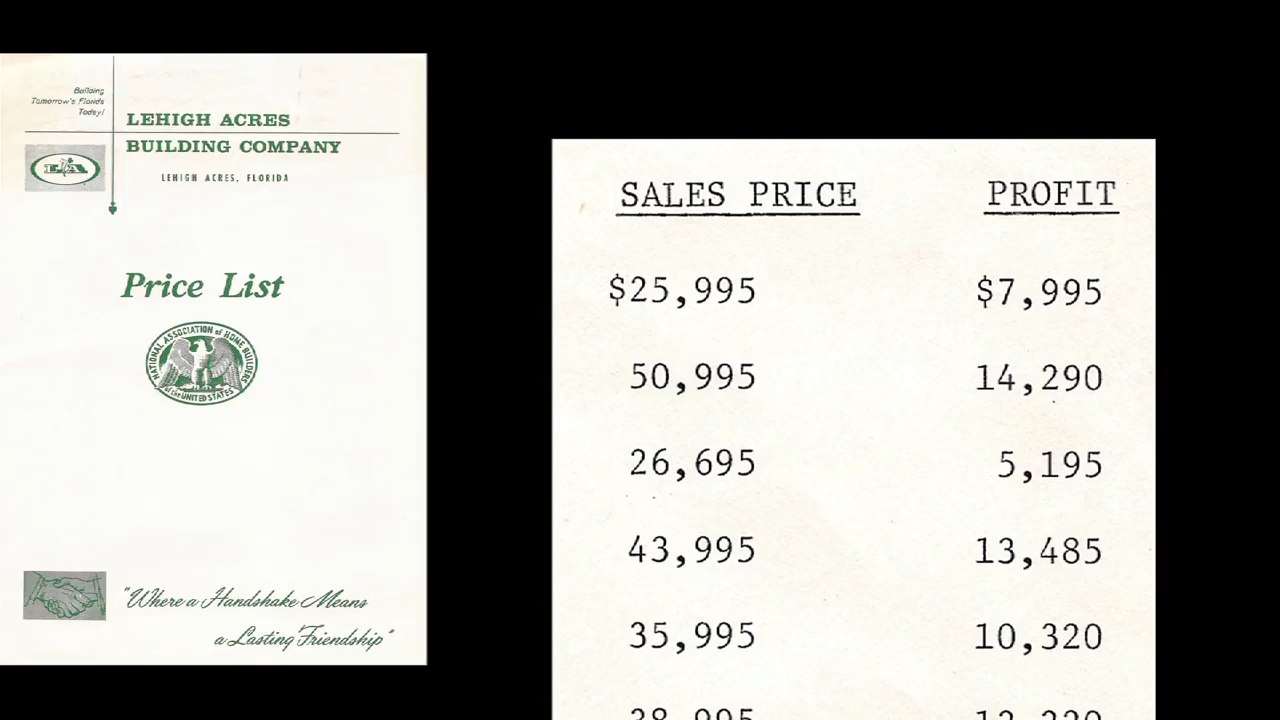 Building
Tomorrow's Florida
Today!
LEHIGH ACRES
BUILDING COMPANY
LA
LEHIGH ACRES, FLORIDA
Price List
NATIONAL ASSOCIATION of HOME BUILDERS
of the UNITED STATES
"Where a Handshake Means
a Lasting Friendship"
SALES PRICE PROFIT
$25,995 $7,995
50,995 14,290
26,695 5,195
43,995 13,485
35,995 10,320